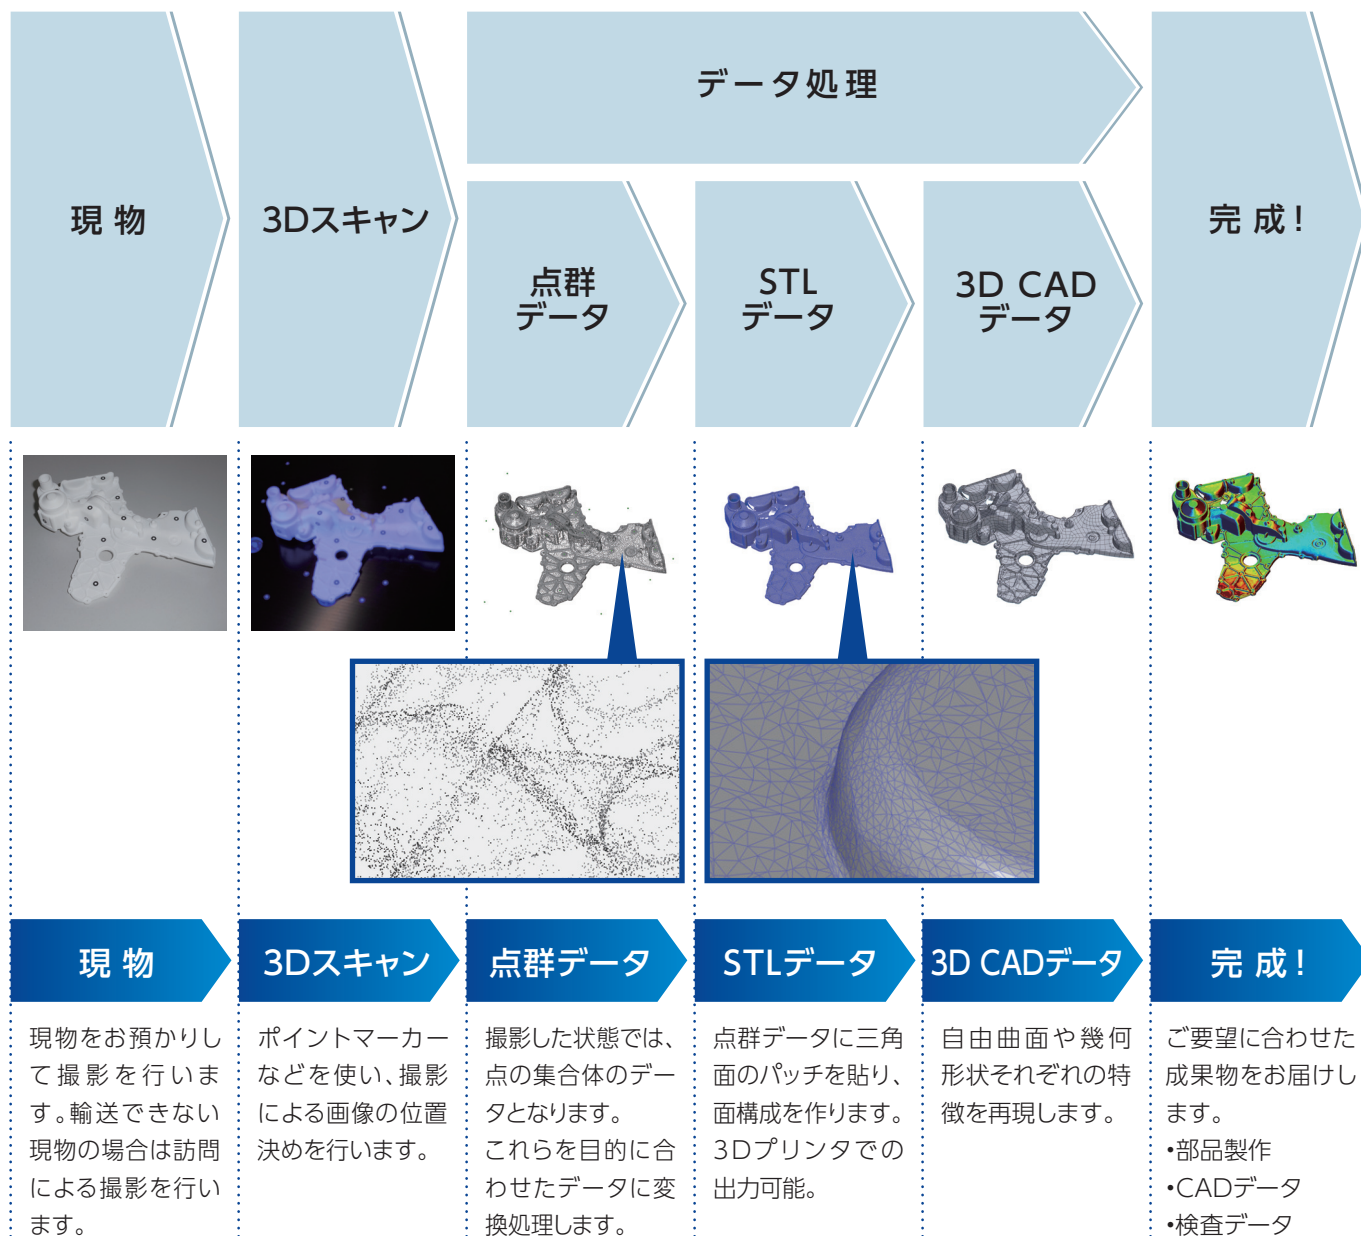 データ処理
現物
3Dスキャン
完成!
点群
データ
STL
データ
3D CAD
データ
現物
3Dスキャン
点群データ
STLデータ
3D CADデータ
完成!
現物をお預かりし
て撮影を行いま
す。輸送できない
現物の場合は訪問
による撮影を行い
ます。
ポイントマーカー
などを使い、撮影
による画像の位置
決めを行います。
撮影した状態では、
点の集合体のデー
タとなります。
これらを目的に合
わせたデータに変
換処理します。
点群データに三角
面のパッチを貼り、
面構成を作ります。
3Dプリンタでの
出力可能。
自由曲面や幾何
形状それぞれの特
徴を再現します。
ご要望に合わせた
成果物をお届けし
ます。
•部品製作
•CADデータ
•検査データ